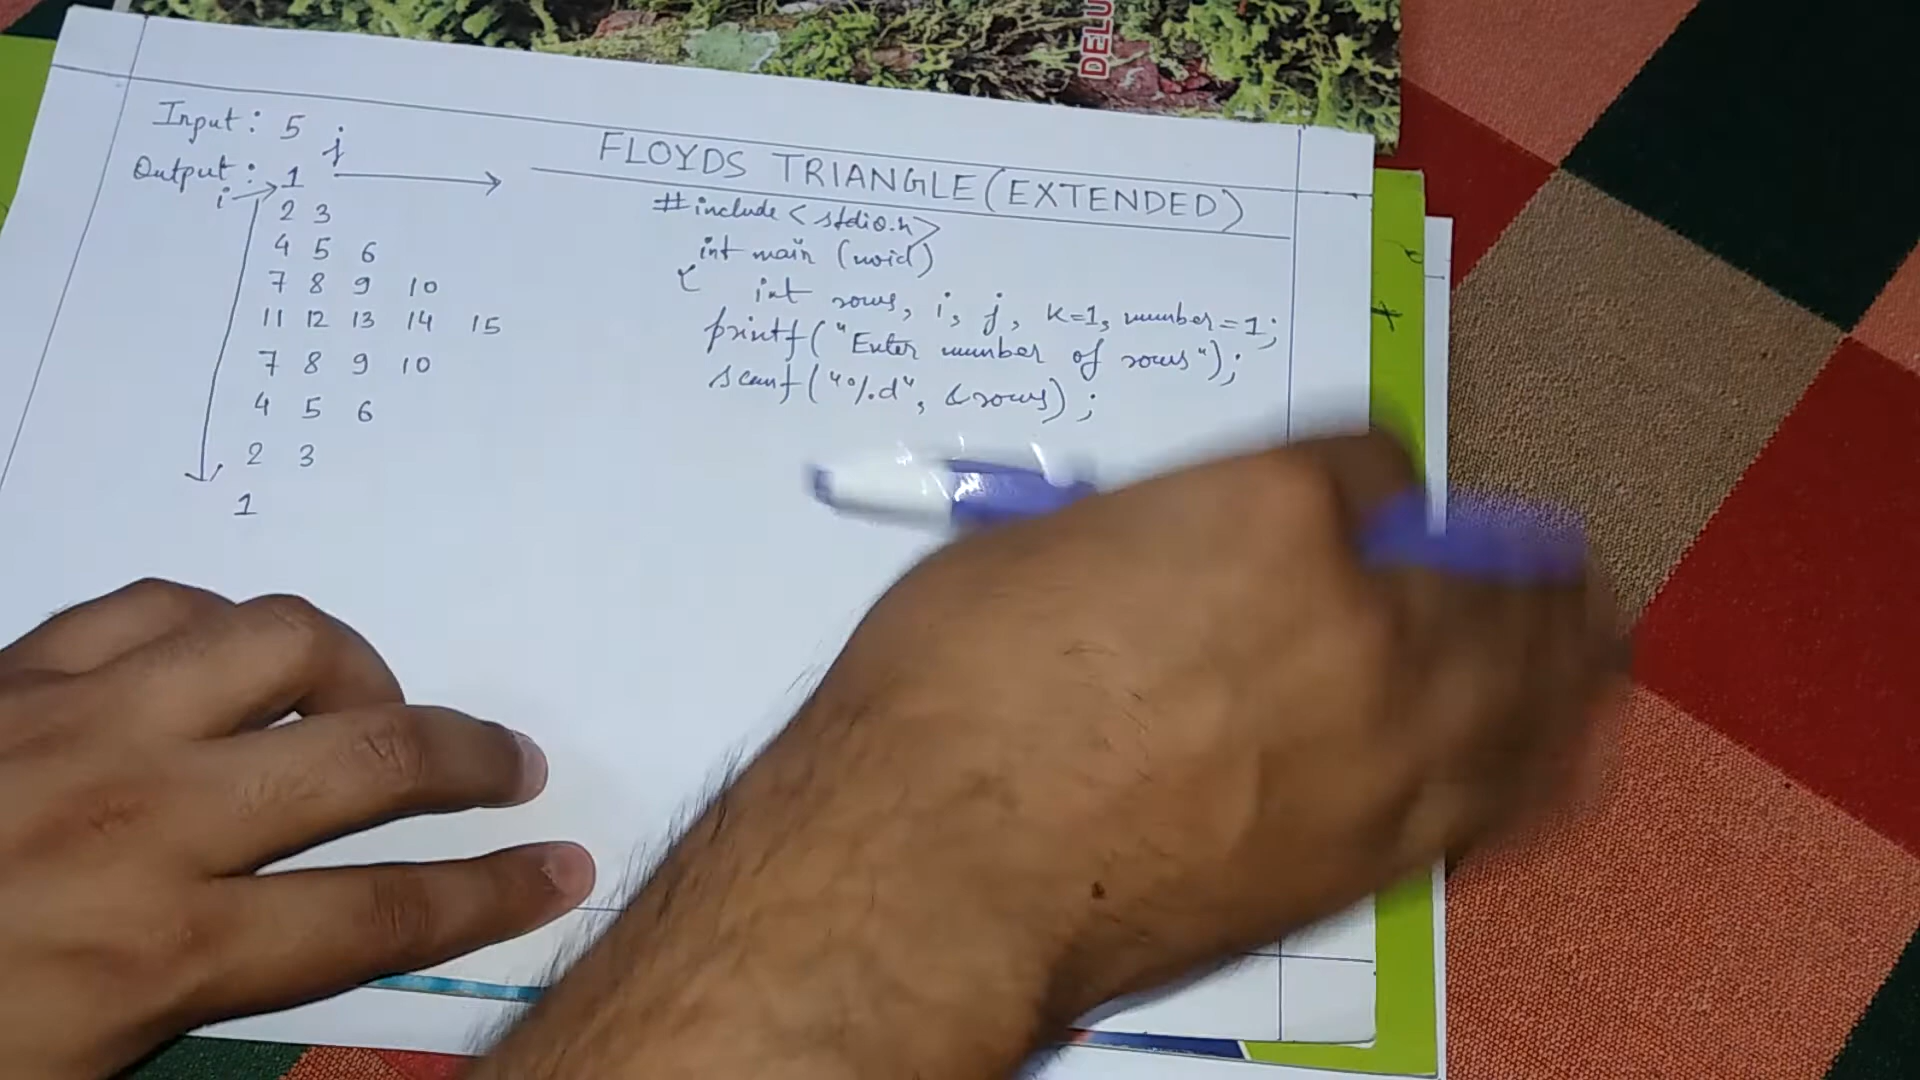 DELU
Input: 5
j
Output: 1
i
2 3
4 5 6
7 8 9 10
11 12 13 14 15
7 8 9 10
4 5 6
2 3
1
FLOYDS TRIANGLE (EXTENDED)
#include <stdio.h>
int main (void)
{
int rows, i, j, k=1, number=1;
printf("Enter number of rows");
scanf("%d", &rows);